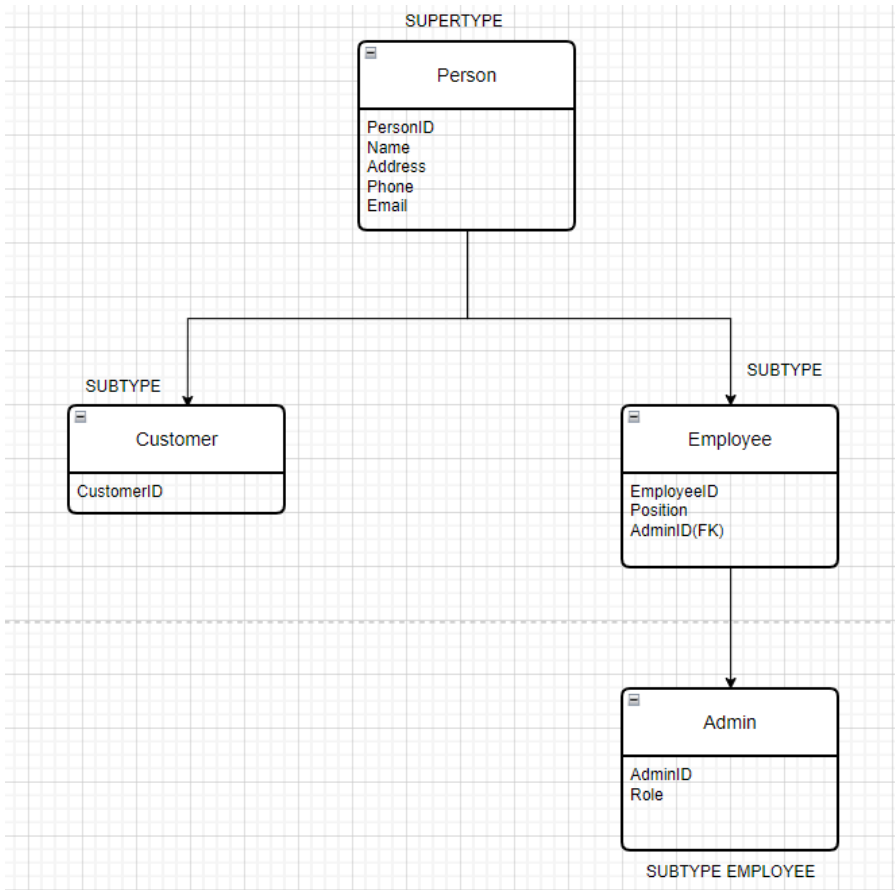 SUPERTYPE
Person
PersonID
Name
Address
Phone
Email
SUBTYPE
Customer
CustomerID
SUBTYPE
Employee
EmployeeID
Position
AdminID(FK)
Admin
AdminID
Role
SUBTYPE EMPLOYEE